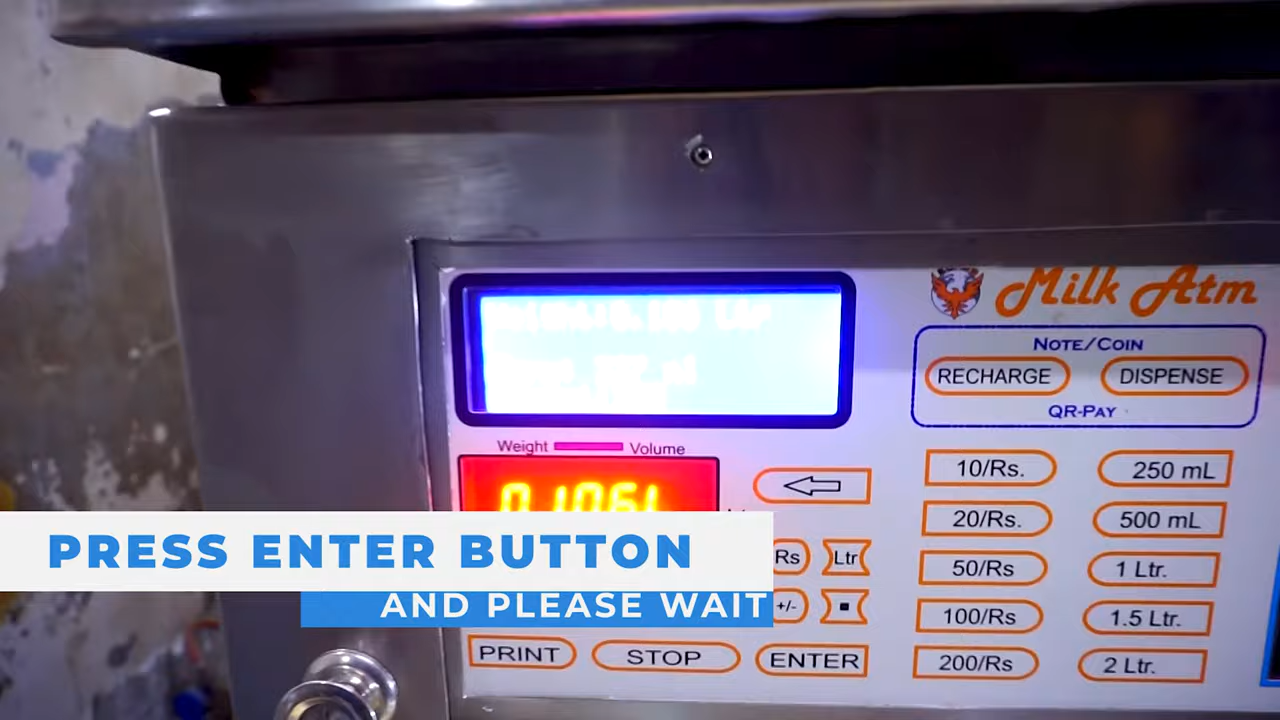 Milk Atm
NOTE/COIN
RECHARGE DISPENSE
QR-PAY
Weight Volume
0.1061
10/Rs. 250 mL
20/Rs. 500 mL
50/Rs 1 Ltr.
100/Rs 1.5 Ltr.
200/Rs 2 Ltr.
Rs Ltr
+/-
PRINT STOP ENTER
PRESS ENTER BUTTON
AND PLEASE WAIT